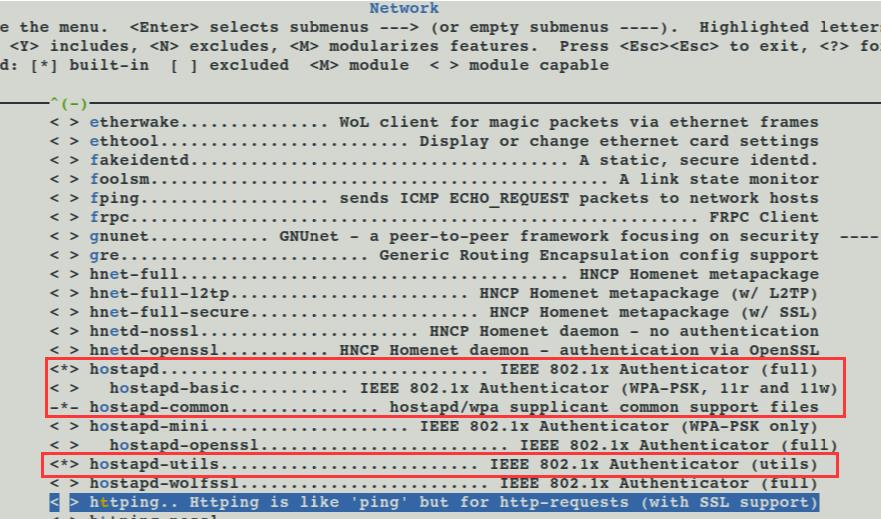 Network
e the menu.  <Enter> selects submenus ---> (or empty submenus ----).  Highlighted letter
<Y> includes, <N> excludes, <M> modularizes features.  Press <Esc><Esc> to exit, <?> fo
d: [*] built-in  [ ] excluded  <M> module  < > module capable
^(-)
< > etherwake............... WoL client for magic packets via ethernet frames
< > ethtool......................... Display or change ethernet card settings
< > fakeidentd...................................... A static, secure identd.
< > foolsm.............................................. A link state monitor
< > fping................... sends ICMP ECHO_REQUEST packets to network hosts
< > frpc......................................................... FRPC Client
< > gnunet............ GNUnet - a peer-to-peer framework focusing on security  ----
< > gre......................... Generic Routing Encapsulation config support
< > hnet-full....................................... HNCP Homenet metapackage
< > hnet-full-l2tp........................ HNCP Homenet metapackage (w/ L2TP)
< > hnet-full-secure....................... HNCP Homenet metapackage (w/ SSL)
< > hnetd-nossl...................... HNCP Homenet daemon - no authentication
< > hnetd-openssl........... HNCP Homenet daemon - authentication via OpenSSL
<*> hostapd................................. IEEE 802.1x Authenticator (full)
< >   hostapd-basic........... IEEE 802.1x Authenticator (WPA-PSK, 11r and 11w)
-*- hostapd-common............... hostapd/wpa supplicant common support files
< > hostapd-mini.................... IEEE 802.1x Authenticator (WPA-PSK only)
< >   hostapd-openssl......................... IEEE 802.1x Authenticator (full)
<*> hostapd-utils.......................... IEEE 802.1x Authenticator (utils)
< > hostapd-wolfssl......................... IEEE 802.1x Authenticator (full)
< > httping.. Httping is like 'ping' but for http-requests (with SSL support)